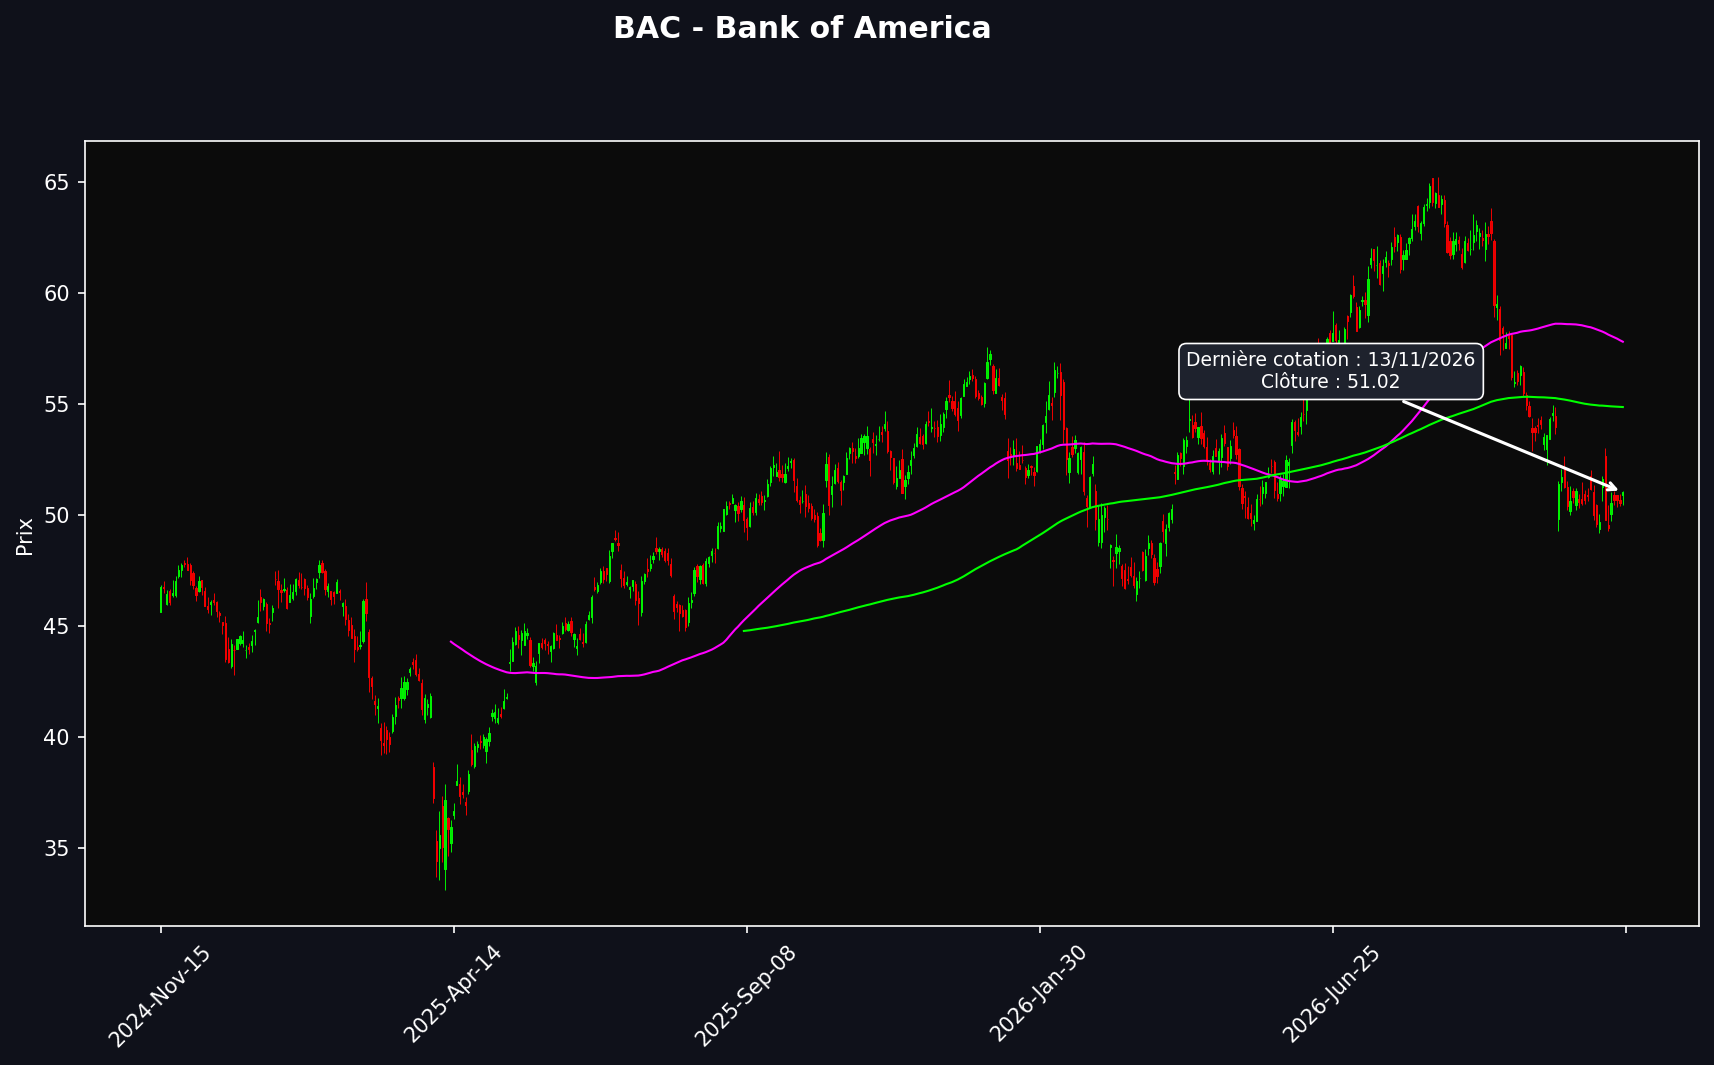 BAC - Bank of America
65
60
55
50
45
40
35
Prix
Dernière cotation : 13/11/2026
Clôture : 51.02
2024-Nov-15
2025-Apr-14
2025-Sep-08
2026-Jan-30
2026-Jun-25